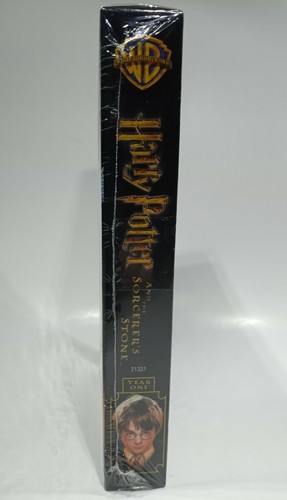 WB
Harry Potter
AND THE
SORCERER'S
STONE
21331
YEAR
ONE